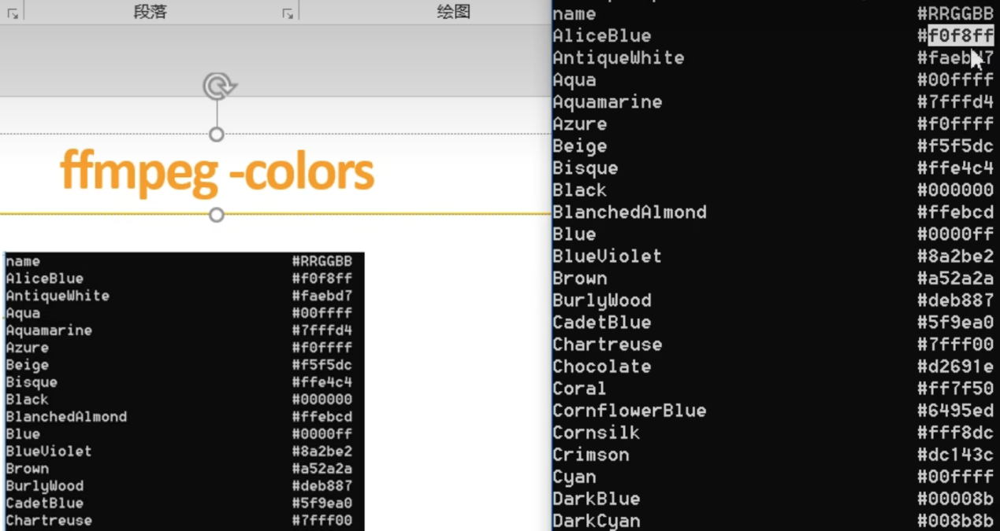 段落
绘图
ffmpeg -colors
name #RRGGBB
AliceBlue #f0f8ff
AntiqueWhite #faebd7
Aqua #00ffff
Aquamarine #7fffd4
Azure #f0ffff
Beige #f5f5dc
Bisque #ffe4c4
Black #000000
BlanchedAlmond #ffebcd
Blue #0000ff
BlueViolet #8a2be2
Brown #a52a2a
BurlyWood #deb887
CadetBlue #5f9ea0
Chartreuse #7fff00
name #RRGGBB
AliceBlue #f0f8ff
AntiqueWhite #faebd7
Aqua #00ffff
Aquamarine #7fffd4
Azure #f0ffff
Beige #f5f5dc
Bisque #ffe4c4
Black #000000
BlanchedAlmond #ffebcd
Blue #0000ff
BlueViolet #8a2be2
Brown #a52a2a
BurlyWood #deb887
CadetBlue #5f9ea0
Chartreuse #7fff00
Chocolate #d2691e
Coral #ff7f50
CornflowerBlue #6495ed
Cornsilk #fff8dc
Crimson #dc143c
Cyan #00ffff
DarkBlue #00008b
DarkCyan #008b8b